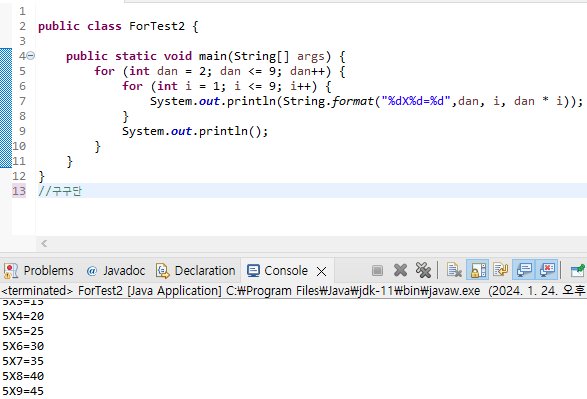 1
2 public class ForTest2 {
3
4 public static void main(String[] args) {
5 for (int dan = 2; dan <= 9; dan++) {
6 for (int i = 1; i <= 9; i++) {
7 System.out.println(String.format("%dX%d=%d",dan, i, dan * i));
8 }
9 System.out.println();
10 }
11 }
12 }
13 //구구단
Problems @ Javadoc Declaration Console
<terminated> ForTest2 [Java Application] C:₩Program Files₩Java₩jdk-11₩bin₩javaw.exe (2024. 1. 24. 오후
5X3=15
5X4=20
5X5=25
5X6=30
5X7=35
5X8=40
5X9=45